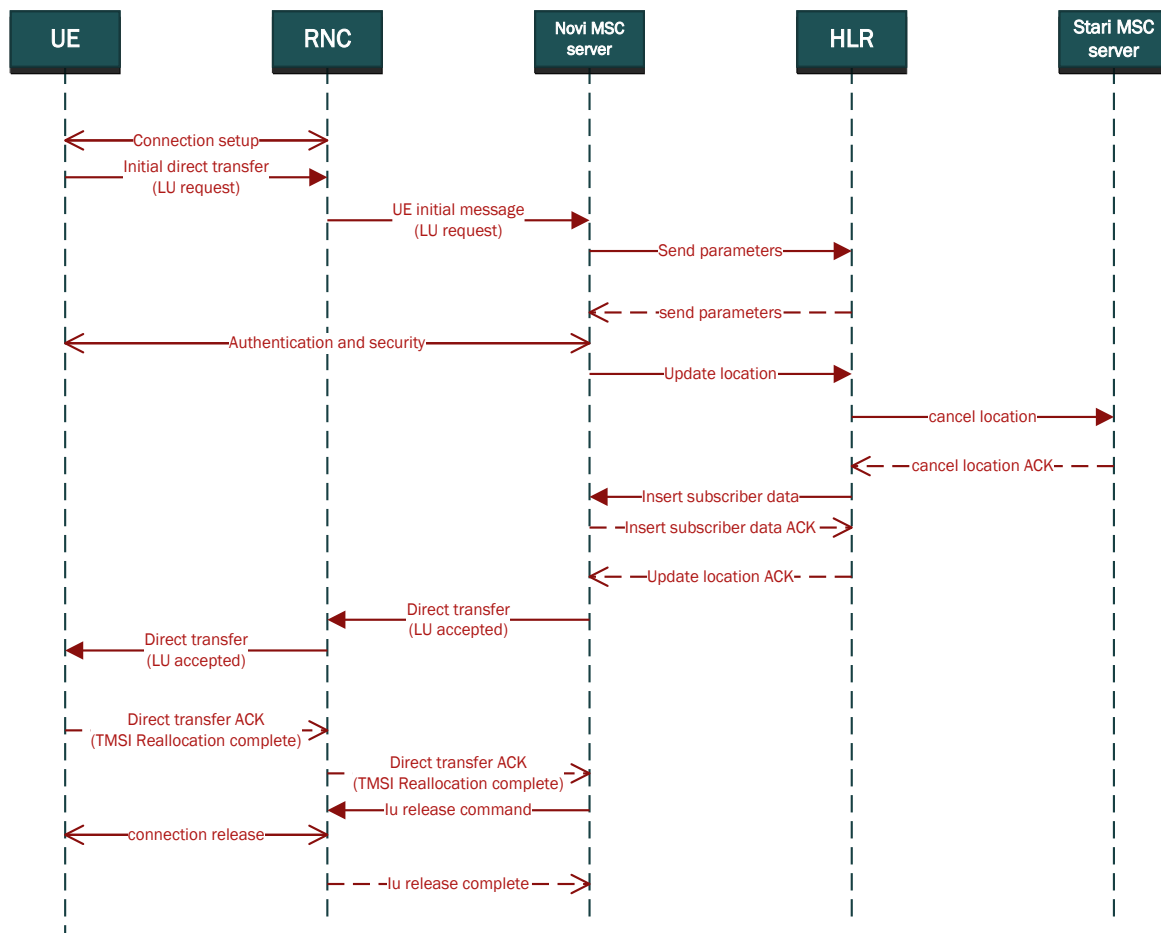 UE
RNC
Novi MSC
server
HLR
Stari MSC
server
Connection setup
Initial direct transfer
(LU request)
UE initial message
(LU request)
Send parameters
send parameters
Authentication and security
Update location
cancel location
cancel location ACK
Insert subscriber data
Insert subscriber data ACK
Update location ACK
Direct transfer
(LU accepted)
Direct transfer
(LU accepted)
Direct transfer ACK
(TMSI Reallocation complete)
Direct transfer ACK
(TMSI Reallocation complete)
Iu release command
connection release
Iu release complete